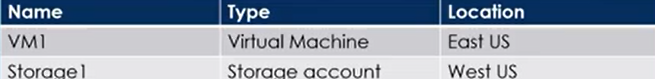 Name Type Location
VM1 Virtual Machine East US
Storage1 Storage account West US